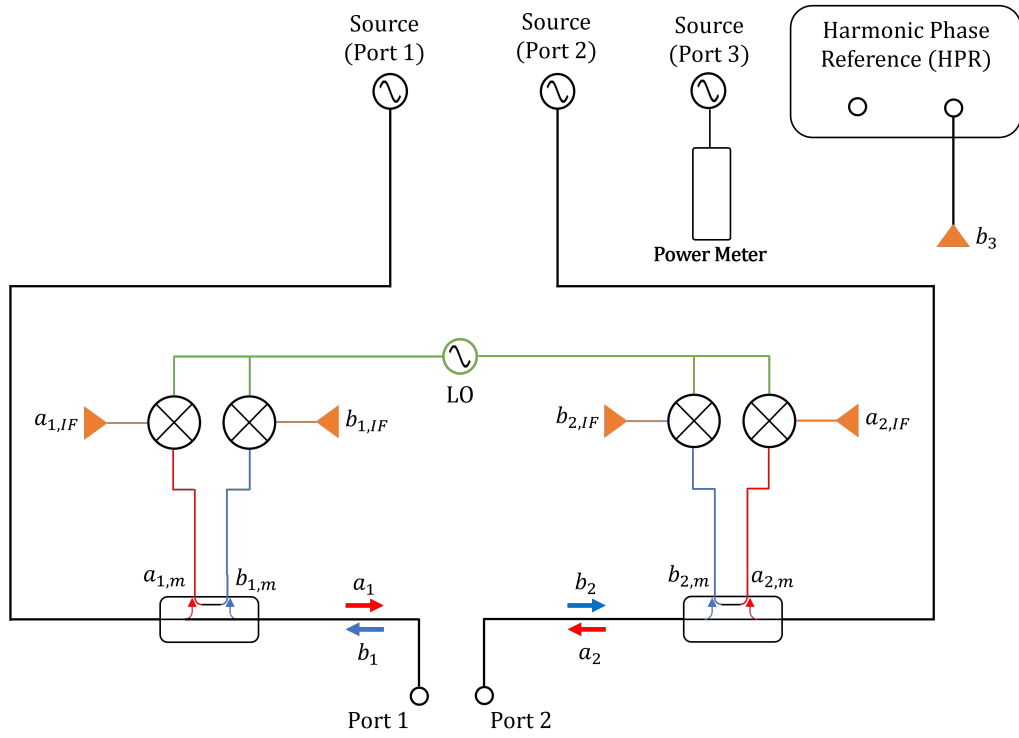 Source
(Port 1)
Source
(Port 2)
Source
(Port 3)
Harmonic Phase
Reference (HPR)
b₃
Power Meter
LO
a₁,IF
b₁,IF
b₂,IF
a₂,IF
a₁,m
b₁,m
a₁
b₁
b₂
a₂
b₂,m
a₂,m
Port 1
Port 2